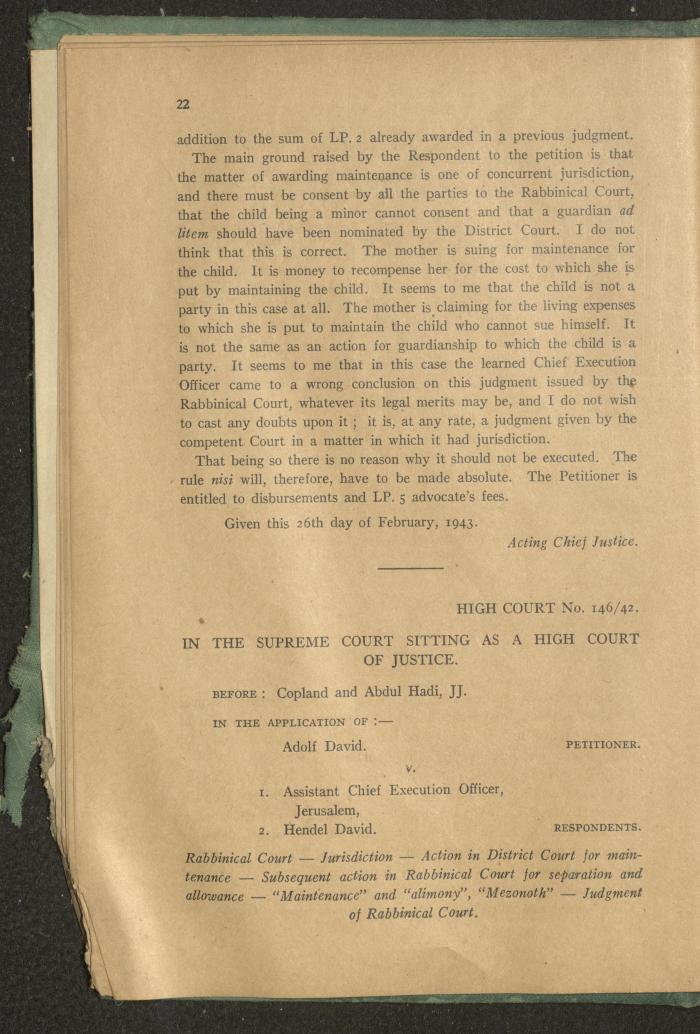 22
addition to the sum of LP. 2 already awarded in a previous judgment.
The main ground raised by the Respondent to the petition is that
the matter of awarding maintenance is one of concurrent jurisdiction,
and there must be consent by all the parties to the Rabbinical Court,
that the child being a minor cannot consent and that a guardian ad
litem should have been nominated by the District Court. I do not
think that this is correct. The mother is suing for maintenance for
the child. It is money to recompense her for the cost to which she is
put by maintaining the child. It seems to me that the child is not a
party in this case at all. The mother is claiming for the living expenses
to which she is put to maintain the child who cannot sue himself. It
is not the same as an action for guardianship to which the child is a
party. It seems to me that in this case the learned Chief Execution
Officer came to a wrong conclusion on this judgment issued by the
Rabbinical Court, whatever its legal merits may be, and I do not wish
to cast any doubts upon it ; it is, at any rate, a judgment given by the
competent Court in a matter in which it had jurisdiction.
That being so there is no reason why it should not be executed. The
rule nisi will, therefore, have to be made absolute. The Petitioner is
entitled to disbursements and LP. 5 advocate's fees.
Given this 26th day of February, 1943.
Acting Chief Justice.
HIGH COURT No. 146/42.
IN THE SUPREME COURT SITTING AS A HIGH COURT
OF JUSTICE.
BEFORE : Copland and Abdul Hadi, JJ.
IN THE APPLICATION OF :—
Adolf David. PETITIONER.
v.
1. Assistant Chief Execution Officer,
Jerusalem,
2. Hendel David. RESPONDENTS.
Rabbinical Court — Jurisdiction — Action in District Court for main-
tenance — Subsequent action in Rabbinical Court for separation and
allowance — "Maintenance" and "alimony", "Mezonoth" — Judgment
of Rabbinical Court.